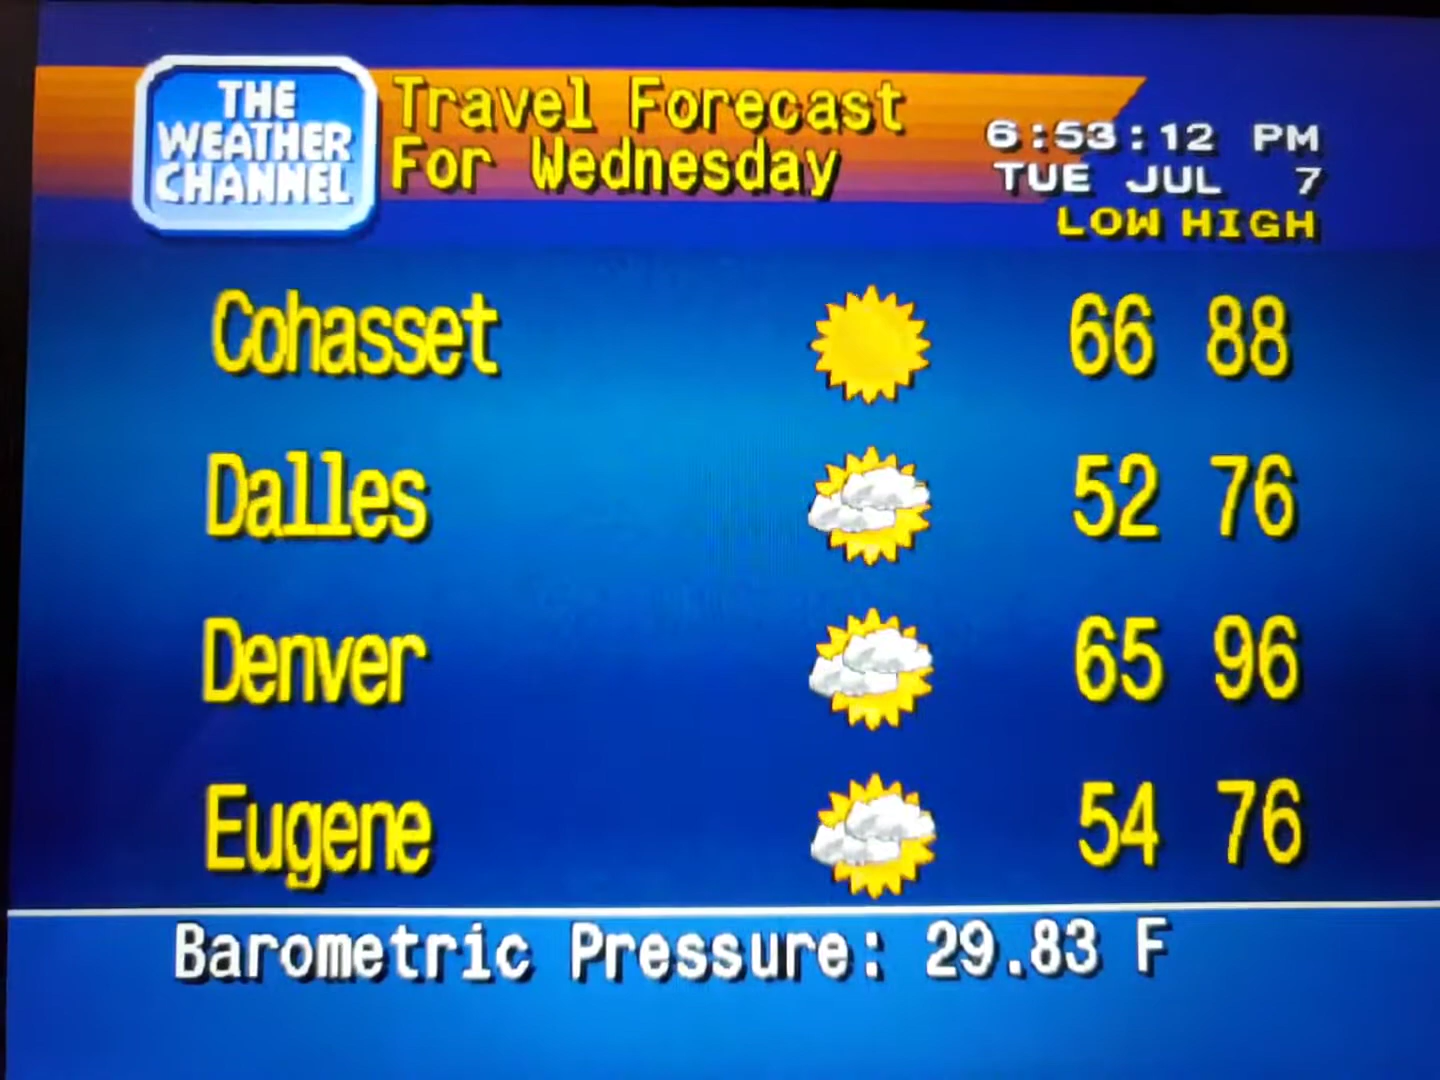 THE
WEATHER
CHANNEL
Travel Forecast
For Wednesday
6:53:12 PM
TUE JUL 7
LOW HIGH
Cohasset 66 88
Dalles 52 76
Denver 65 96
Eugene 54 76
Barometric Pressure: 29.83 F